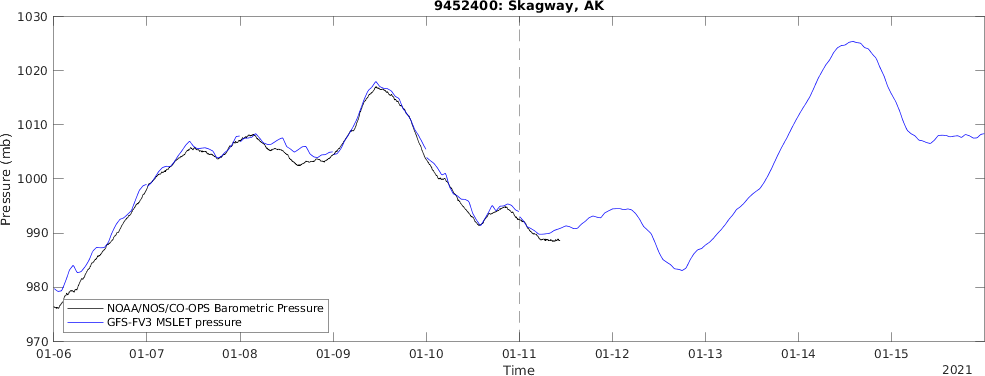 9452400: Skagway, AK
1030
1020
1010
1000
990
980
970
Pressure (mb)
NOAA/NOS/CO-OPS Barometric Pressure
GFS-FV3 MSLET pressure
01-06 01-07 01-08 01-09 01-10 01-11 01-12 01-13 01-14 01-15
Time
2021